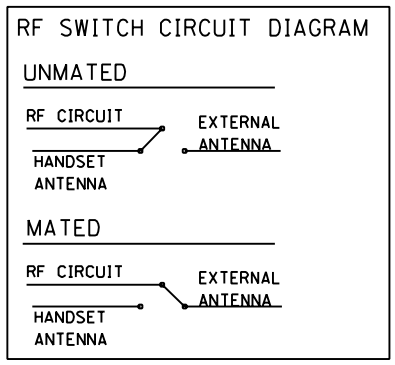 RF SWITCH CIRCUIT DIAGRAM
UNMATED
RF CIRCUIT
EXTERNAL
ANTENNA
HANDSET
ANTENNA
MATED
RF CIRCUIT
EXTERNAL
ANTENNA
HANDSET
ANTENNA